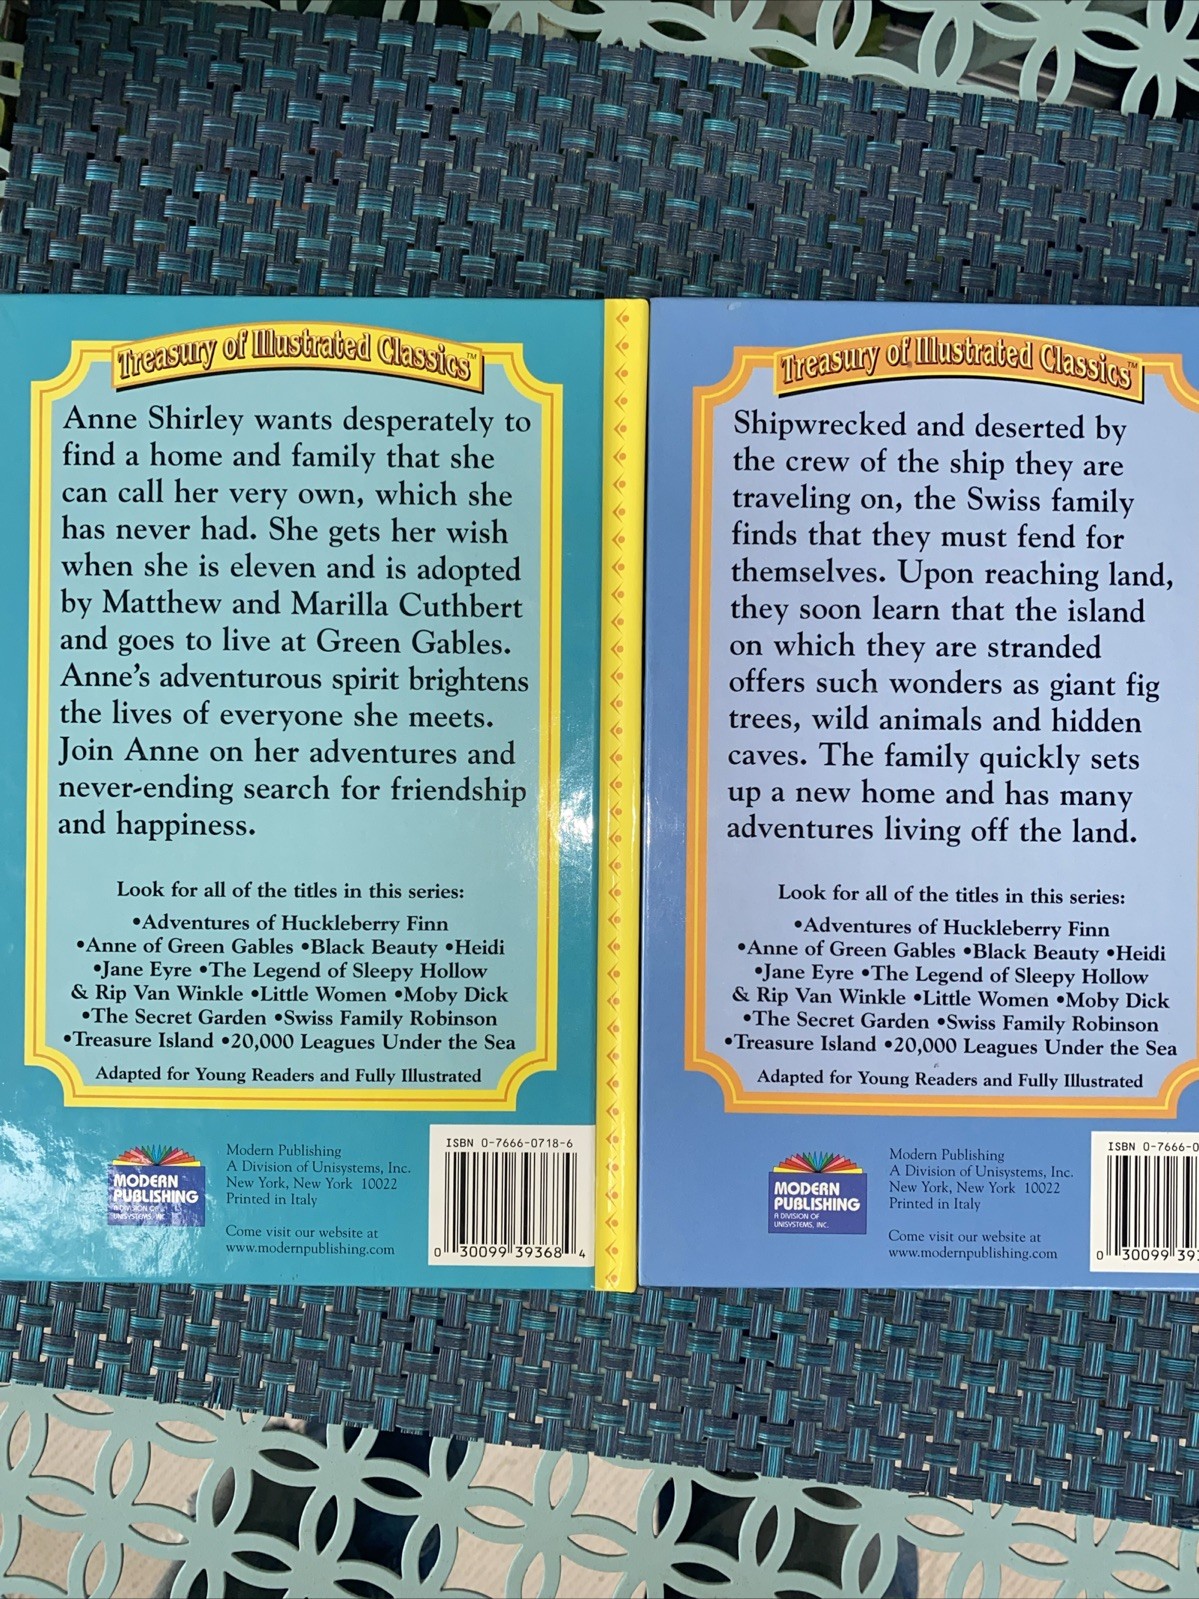 Treasury of Illustrated Classics™
Anne Shirley wants desperately to
find a home and family that she
can call her very own, which she
has never had. She gets her wish
when she is eleven and is adopted
by Matthew and Marilla Cuthbert
and goes to live at Green Gables.
Anne's adventurous spirit brightens
the lives of everyone she meets.
Join Anne on her adventures and
never-ending search for friendship
and happiness.
Look for all of the titles in this series:
•Adventures of Huckleberry Finn
•Anne of Green Gables •Black Beauty •Heidi
•Jane Eyre •The Legend of Sleepy Hollow
& Rip Van Winkle •Little Women •Moby Dick
•The Secret Garden •Swiss Family Robinson
•Treasure Island •20,000 Leagues Under the Sea
Adapted for Young Readers and Fully Illustrated
MODERN
PUBLISHING
A DIVISION OF
UNISYSTEMS, INC.
Modern Publishing
A Division of Unisystems, Inc.
New York, New York 10022
Printed in Italy
Come visit our website at
www.modernpublishing.com
ISBN 0-7666-0718-6
0 30099 39368 4
Treasury of Illustrated Classics™
Shipwrecked and deserted by
the crew of the ship they are
traveling on, the Swiss family
finds that they must fend for
themselves. Upon reaching land,
they soon learn that the island
on which they are stranded
offers such wonders as giant fig
trees, wild animals and hidden
caves. The family quickly sets
up a new home and has many
adventures living off the land.
Look for all of the titles in this series:
•Adventures of Huckleberry Finn
•Anne of Green Gables •Black Beauty •Heidi
•Jane Eyre •The Legend of Sleepy Hollow
& Rip Van Winkle •Little Women •Moby Dick
•The Secret Garden •Swiss Family Robinson
•Treasure Island •20,000 Leagues Under the Sea
Adapted for Young Readers and Fully Illustrated
MODERN
PUBLISHING
A DIVISION OF
UNISYSTEMS, INC.
Modern Publishing
A Division of Unisystems, Inc.
New York, New York 10022
Printed in Italy
Come visit our website at
www.modernpublishing.com
ISBN 0-7666-0
0 30099 39